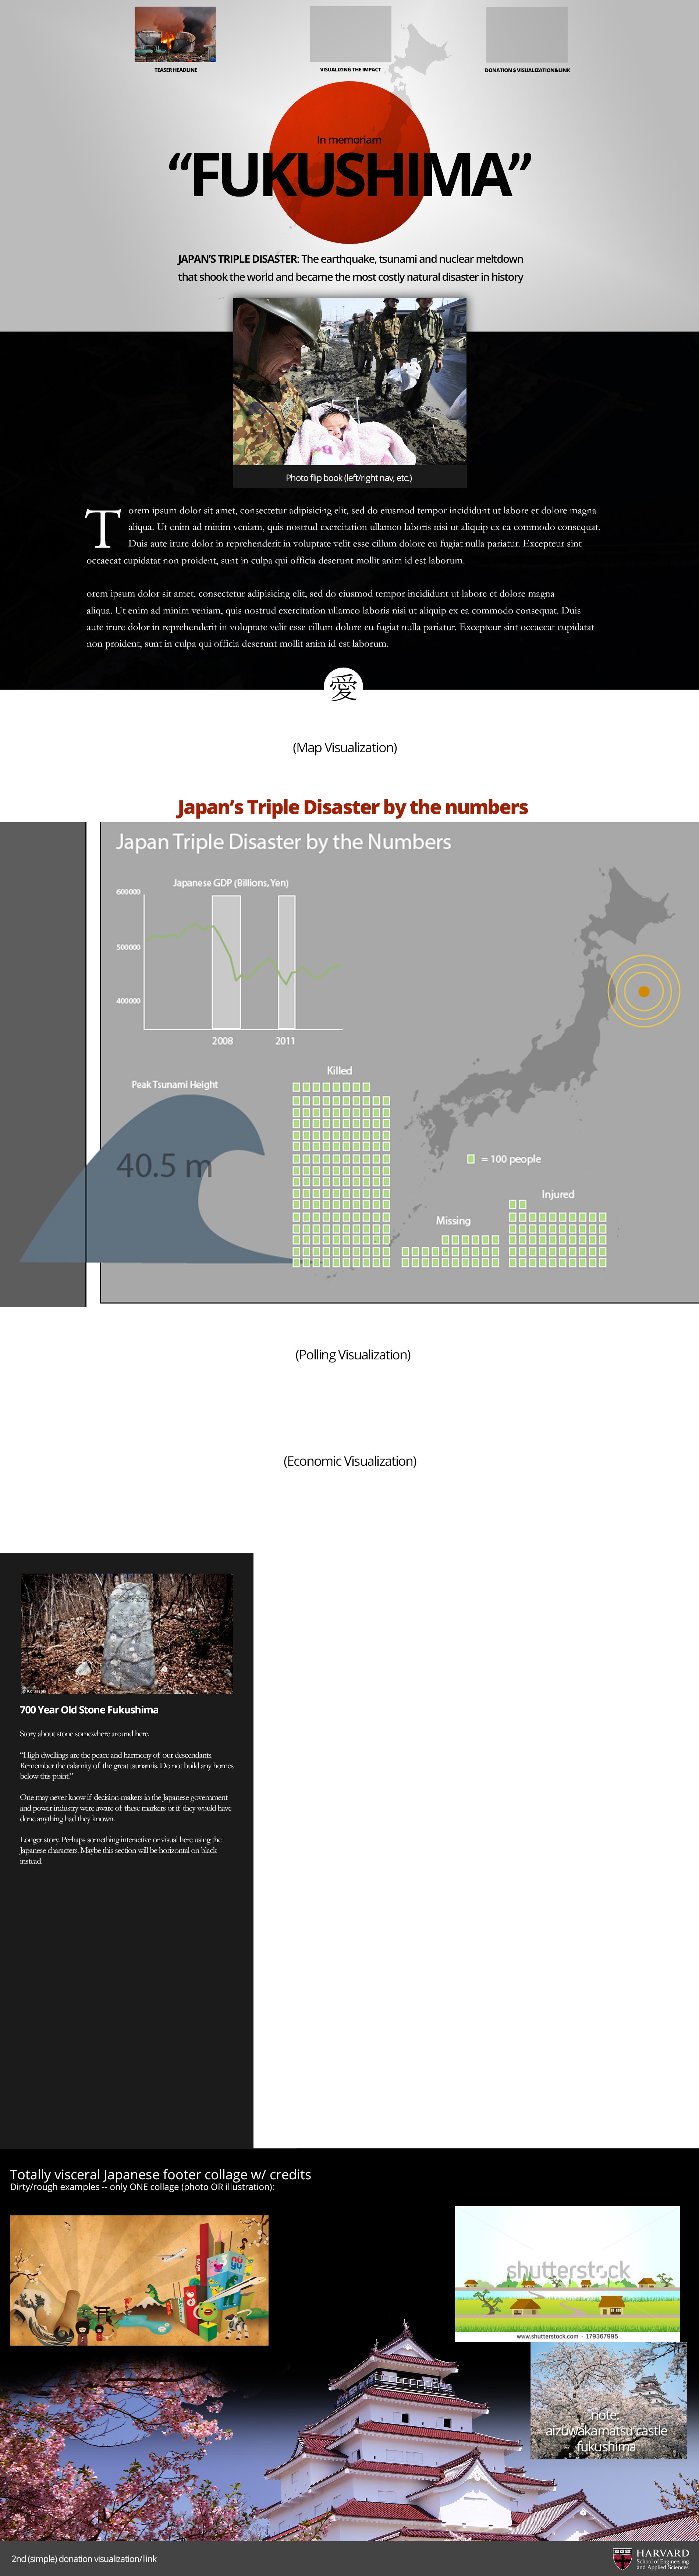 TEASER HEADLINE
VISUALIZING THE IMPACT
DONATION $ VISUALIZATION&LINK
In memoriam
“FUKUSHIMA”
JAPAN’S TRIPLE DISASTER: The earthquake, tsunami and nuclear meltdown
that shook the world and became the most costly natural disaster in history
Photo flip book (left/right nav, etc.)
T orem ipsum dolor sit amet, consectetur adipisicing elit, sed do eiusmod tempor incididunt ut labore et dolore magna
aliqua. Ut enim ad minim veniam, quis nostrud exercitation ullamco laboris nisi ut aliquip ex ea commodo consequat.
Duis aute irure dolor in reprehenderit in voluptate velit esse cillum dolore eu fugiat nulla pariatur. Excepteur sint
occaecat cupidatat non proident, sunt in culpa qui officia deserunt mollit anim id est laborum.
orem ipsum dolor sit amet, consectetur adipisicing elit, sed do eiusmod tempor incididunt ut labore et dolore magna
aliqua. Ut enim ad minim veniam, quis nostrud exercitation ullamco laboris nisi ut aliquip ex ea commodo consequat. Duis
aute irure dolor in reprehenderit in voluptate velit esse cillum dolore eu fugiat nulla pariatur. Excepteur sint occaecat cupidatat
non proident, sunt in culpa qui officia deserunt mollit anim id est laborum.
愛
(Map Visualization)
Japan’s Triple Disaster by the numbers
Japan Triple Disaster by the Numbers
Japanese GDP (Billions, Yen)
600000
500000
400000
2008
2011
Killed
Peak Tsunami Height
40.5 m
= 100 people
Injured
Missing
(Polling Visualization)
(Economic Visualization)
700 Year Old Stone Fukushima
Story about stone somewhere around here.
“High dwellings are the peace and harmony of our descendants.
Remember the calamity of the great tsunamis. Do not build any homes
below this point.”
One may never know if decision-makers in the Japanese government
and power industry were aware of these markers or if they would have
done anything had they known.
Longer story. Perhaps something interactive or visual here using the
Japanese characters. Maybe this section will be horizontal on black
instead.
Totally visceral Japanese footer collage w/ credits
Dirty/rough examples -- only ONE collage (photo OR illustration):
shutterstock
www.shutterstock.com · 179367995
note:
aizuwakamatsu castle
fukushima
2nd (simple) donation visualization/llink
HARVARD
School of Engineering
and Applied Sciences